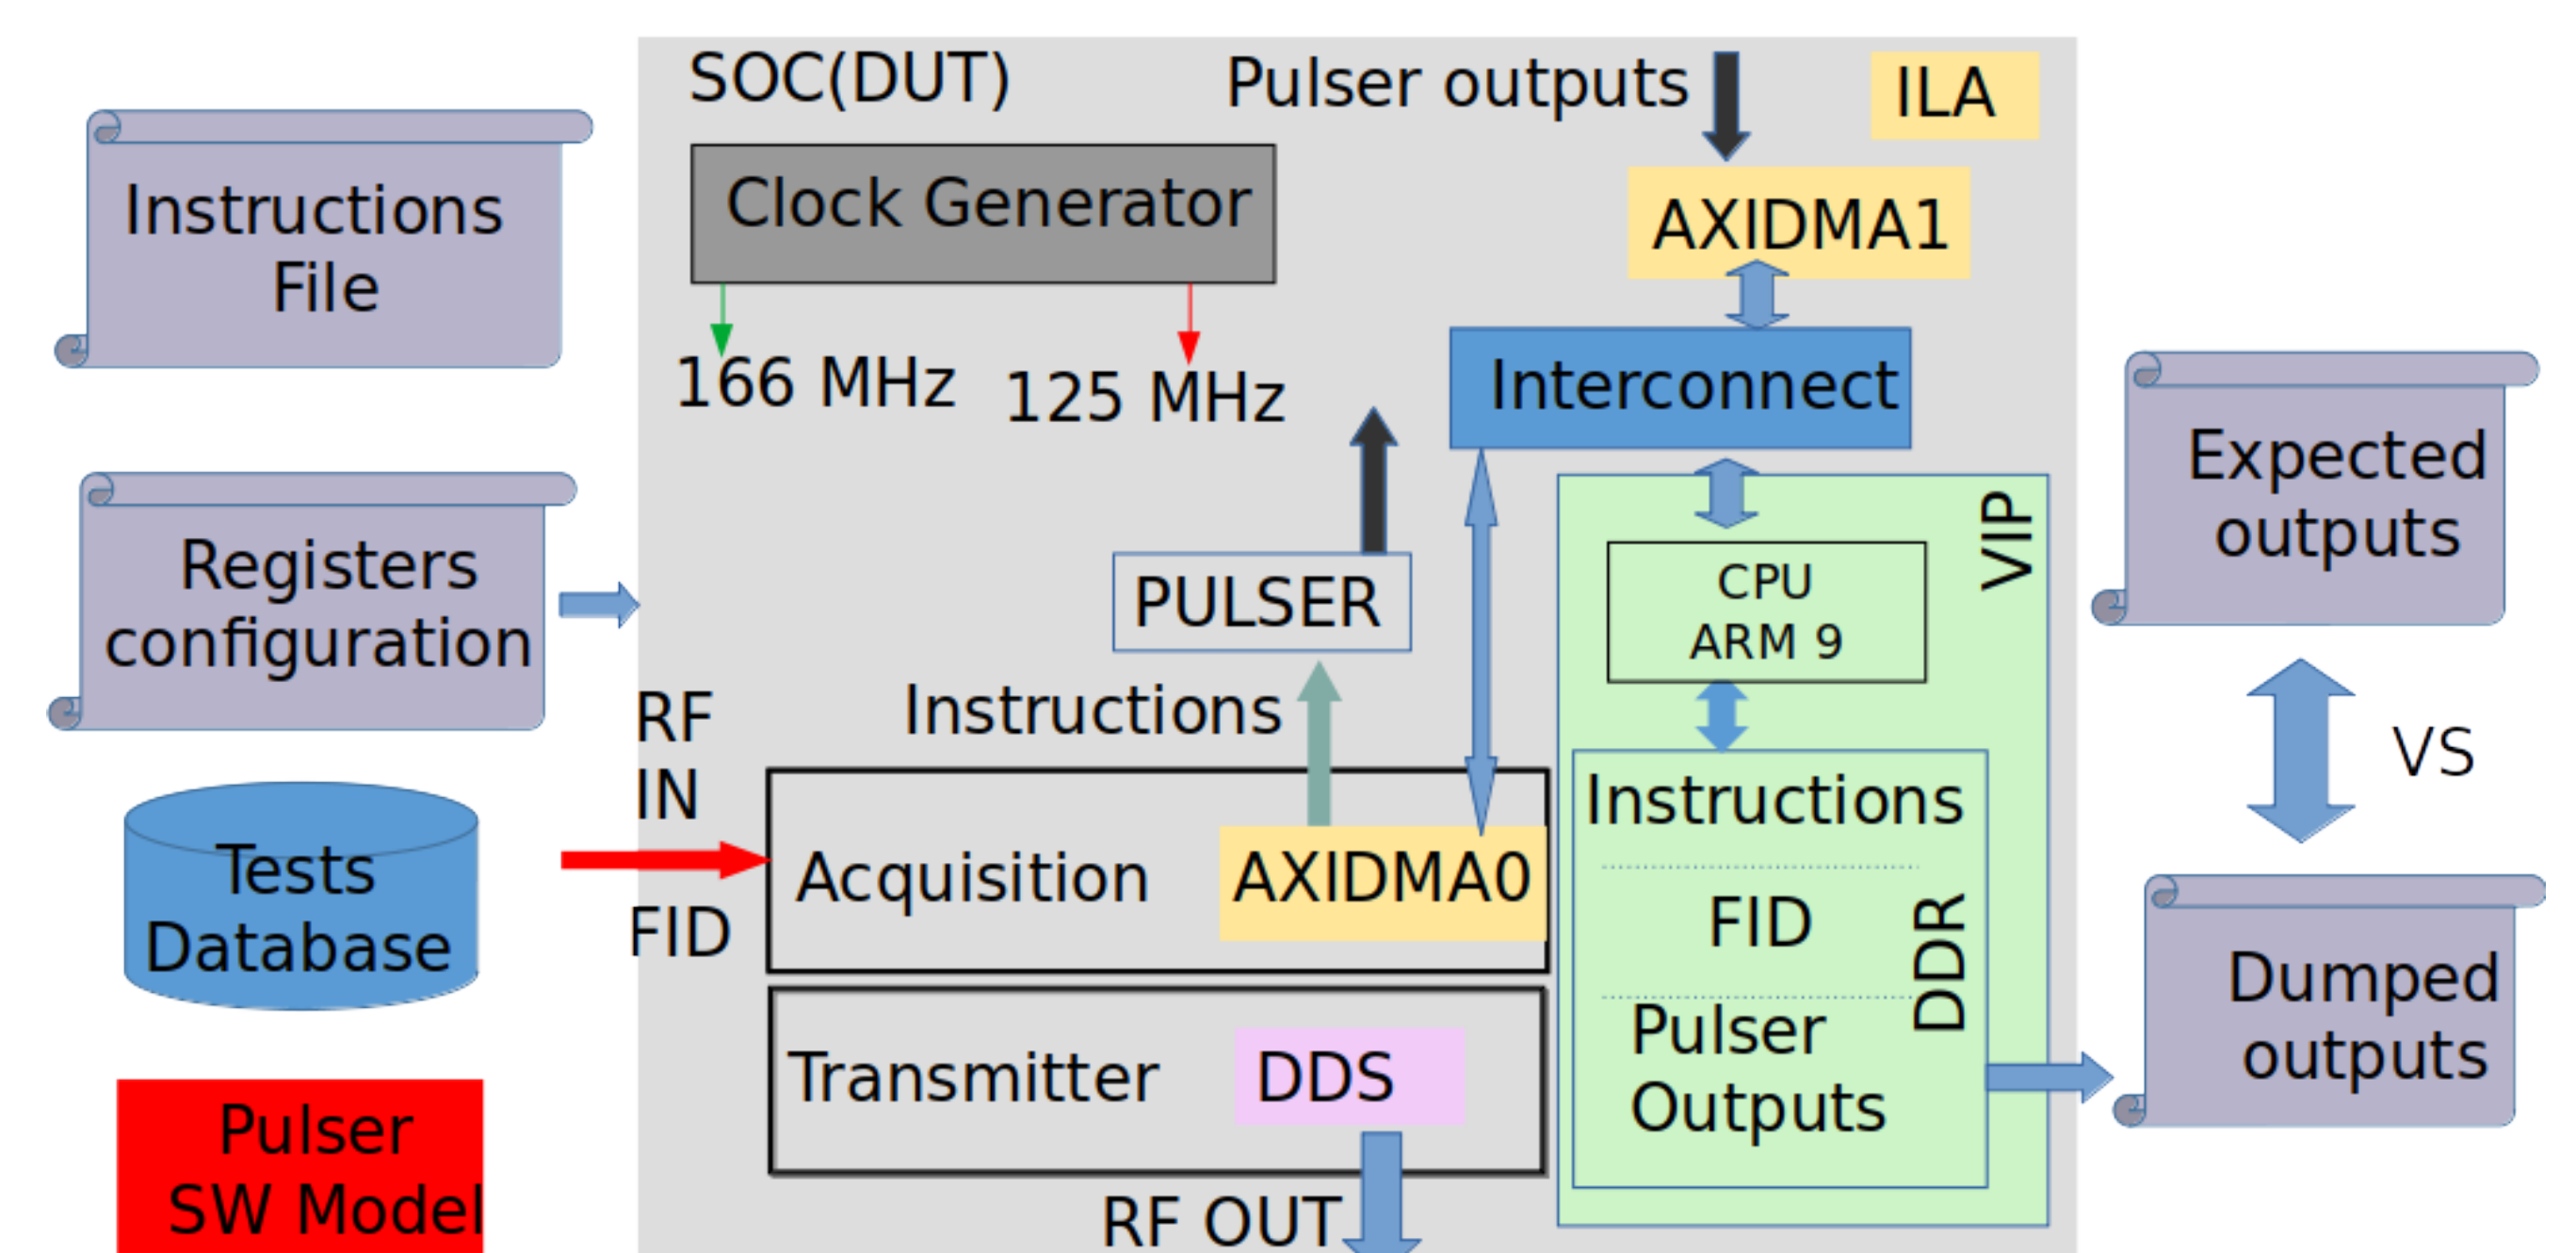 SOC(DUT)
Pulser outputs
ILA
Instructions
File
Clock Generator
AXIDMA1
166 MHz
125 MHz
Interconnect
Expected
outputs
Registers
configuration
VIP
CPU
ARM 9
PULSER
RF
IN
Instructions
VS
Tests
Database
FID
Acquisition
AXIDMA0
Instructions
FID
DDR
Pulser
Outputs
Dumped
outputs
Transmitter
DDS
Pulser
SW Model
RF OUT